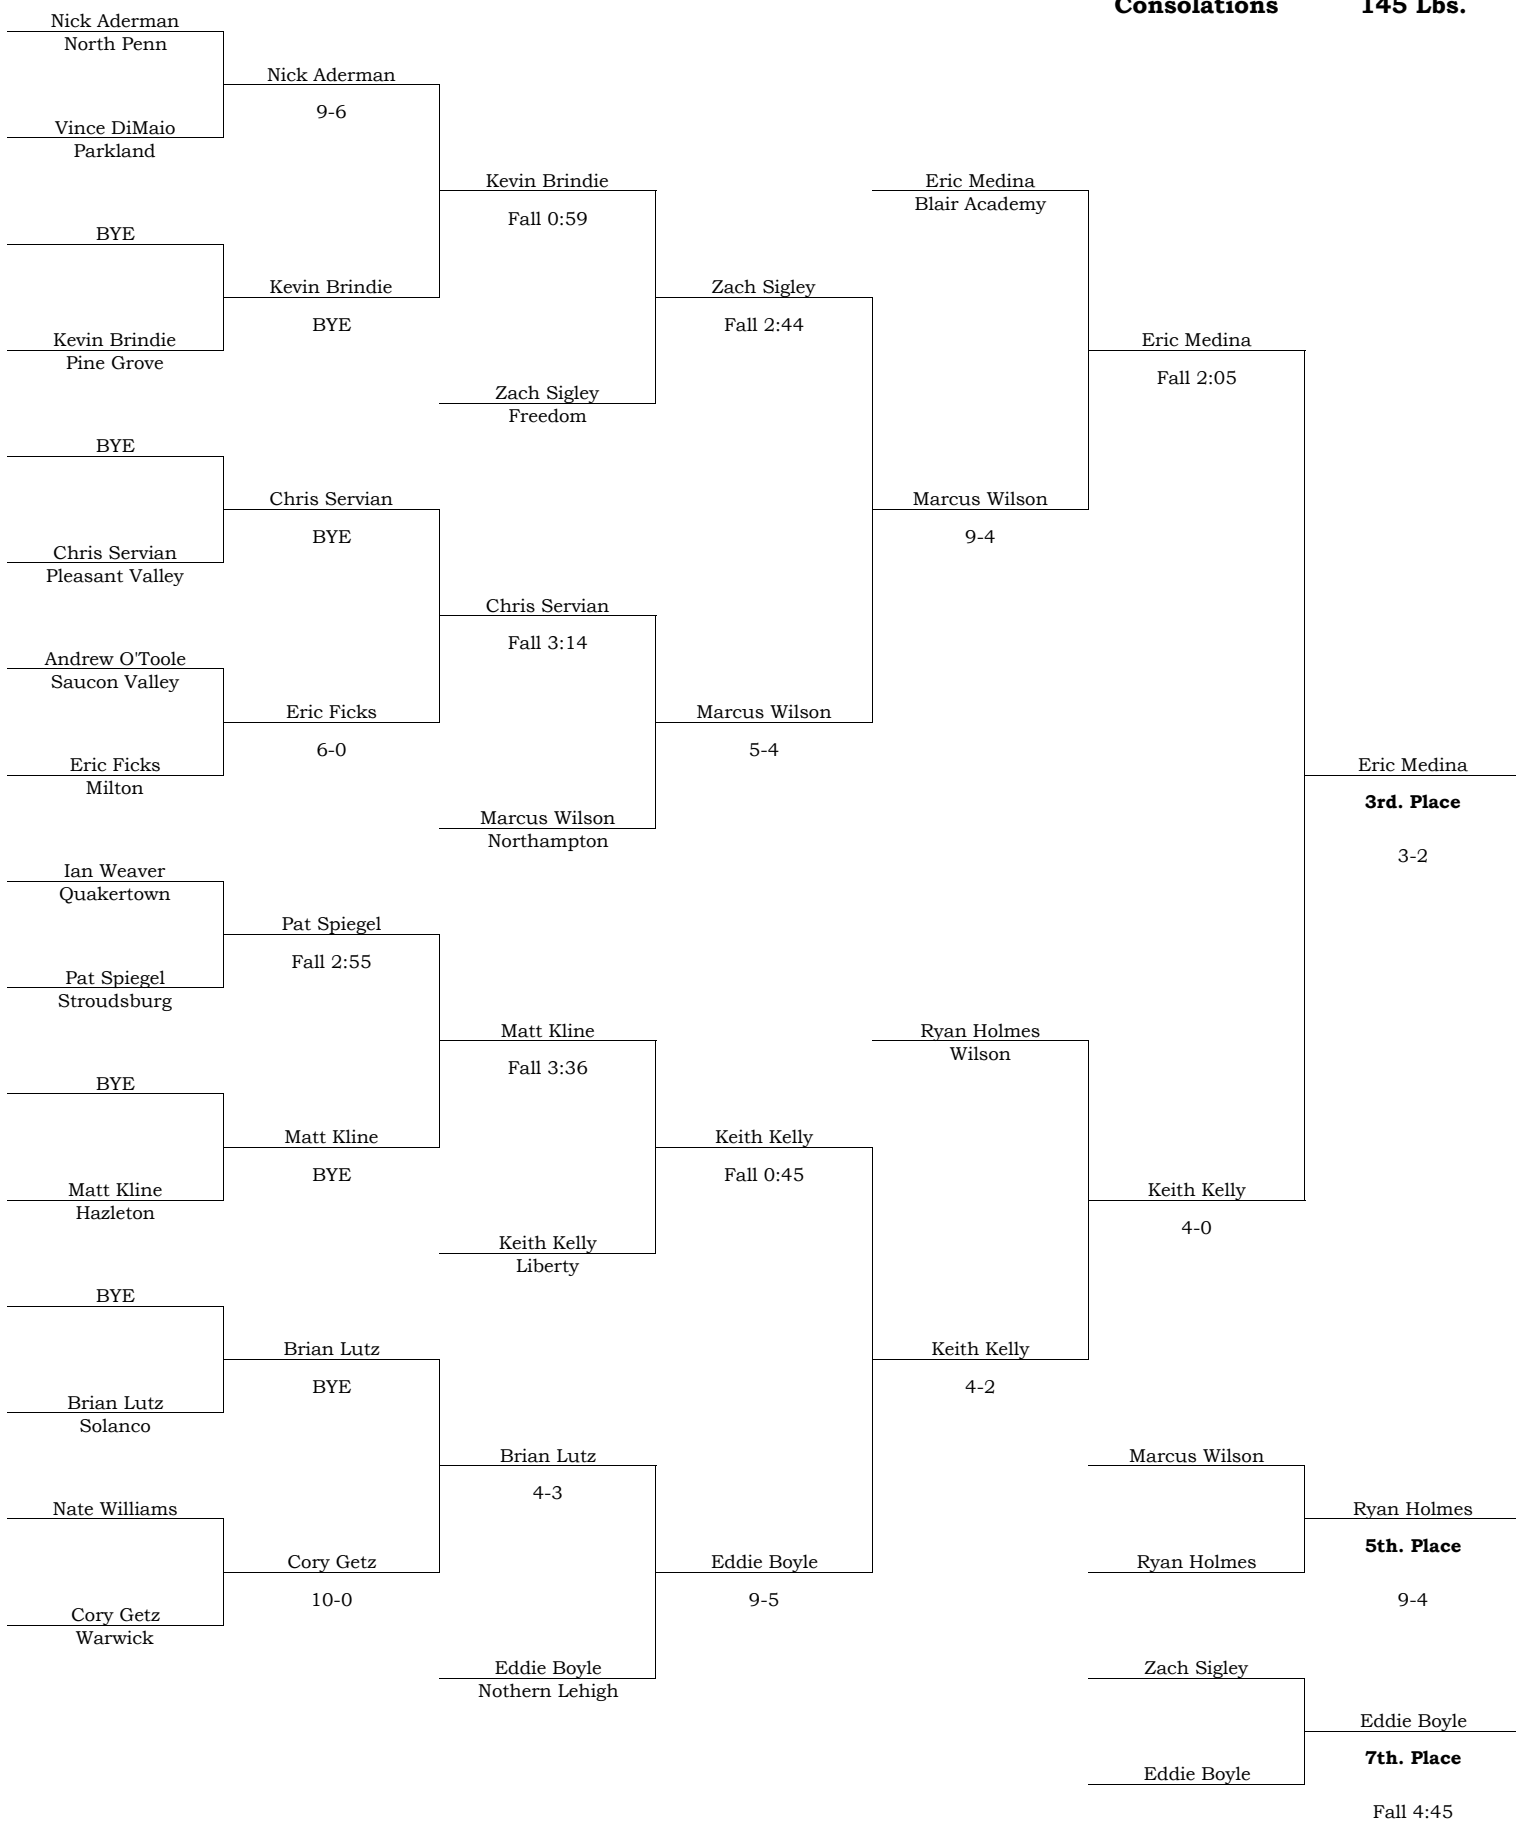 Consolations 145 Lbs.
Nick Aderman
North Penn
Nick Aderman
9-6
Vince DiMaio
Parkland
Kevin Brindie
Fall 0:59
Eric Medina
Blair Academy
BYE
Kevin Brindie
BYE
Zach Sigley
Fall 2:44
Kevin Brindie
Pine Grove
Eric Medina
Fall 2:05
Zach Sigley
Freedom
BYE
Chris Servian
BYE
Marcus Wilson
9-4
Chris Servian
Pleasant Valley
Chris Servian
Fall 3:14
Andrew O'Toole
Saucon Valley
Eric Ficks
6-0
Marcus Wilson
5-4
Eric Ficks
Milton
Eric Medina
3rd. Place
3-2
Marcus Wilson
Northampton
Ian Weaver
Quakertown
Pat Spiegel
Fall 2:55
Pat Spiegel
Stroudsburg
Matt Kline
Fall 3:36
Ryan Holmes
Wilson
BYE
Matt Kline
BYE
Keith Kelly
Fall 0:45
Matt Kline
Hazleton
Keith Kelly
4-0
Keith Kelly
Liberty
BYE
Brian Lutz
BYE
Keith Kelly
4-2
Brian Lutz
Solanco
Brian Lutz
4-3
Marcus Wilson
Nate Williams
Ryan Holmes
5th. Place
9-4
Cory Getz
10-0
Eddie Boyle
9-5
Ryan Holmes
Cory Getz
Warwick
Eddie Boyle
Nothern Lehigh
Zach Sigley
Eddie Boyle
7th. Place
Fall 4:45
Eddie Boyle